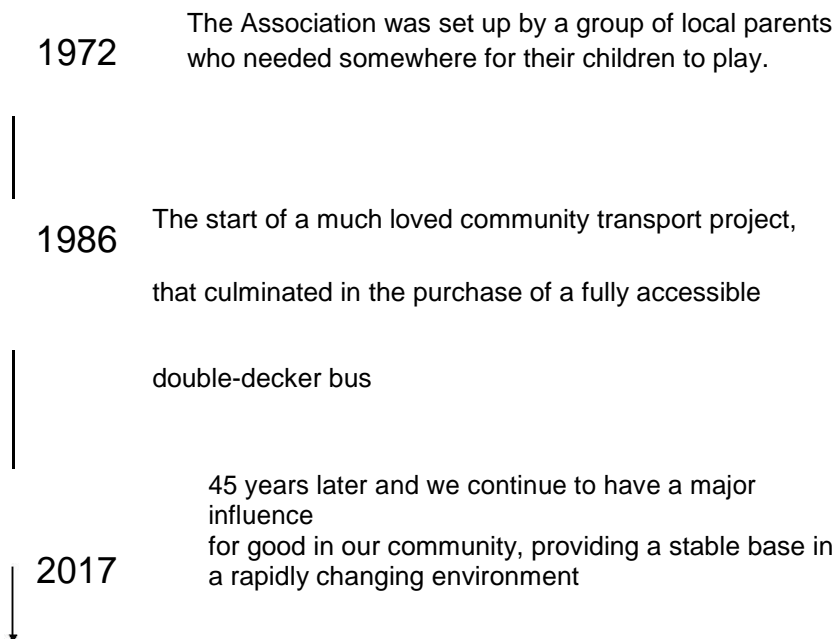 The Association was set up by a group of local parents
1972
who needed somewhere for their children to play.
1986
The start of a much loved community transport project,
that culminated in the purchase of a fully accessible
double-decker bus
45 years later and we continue to have a major
influence
for good in our community, providing a stable base in
2017
a rapidly changing environment